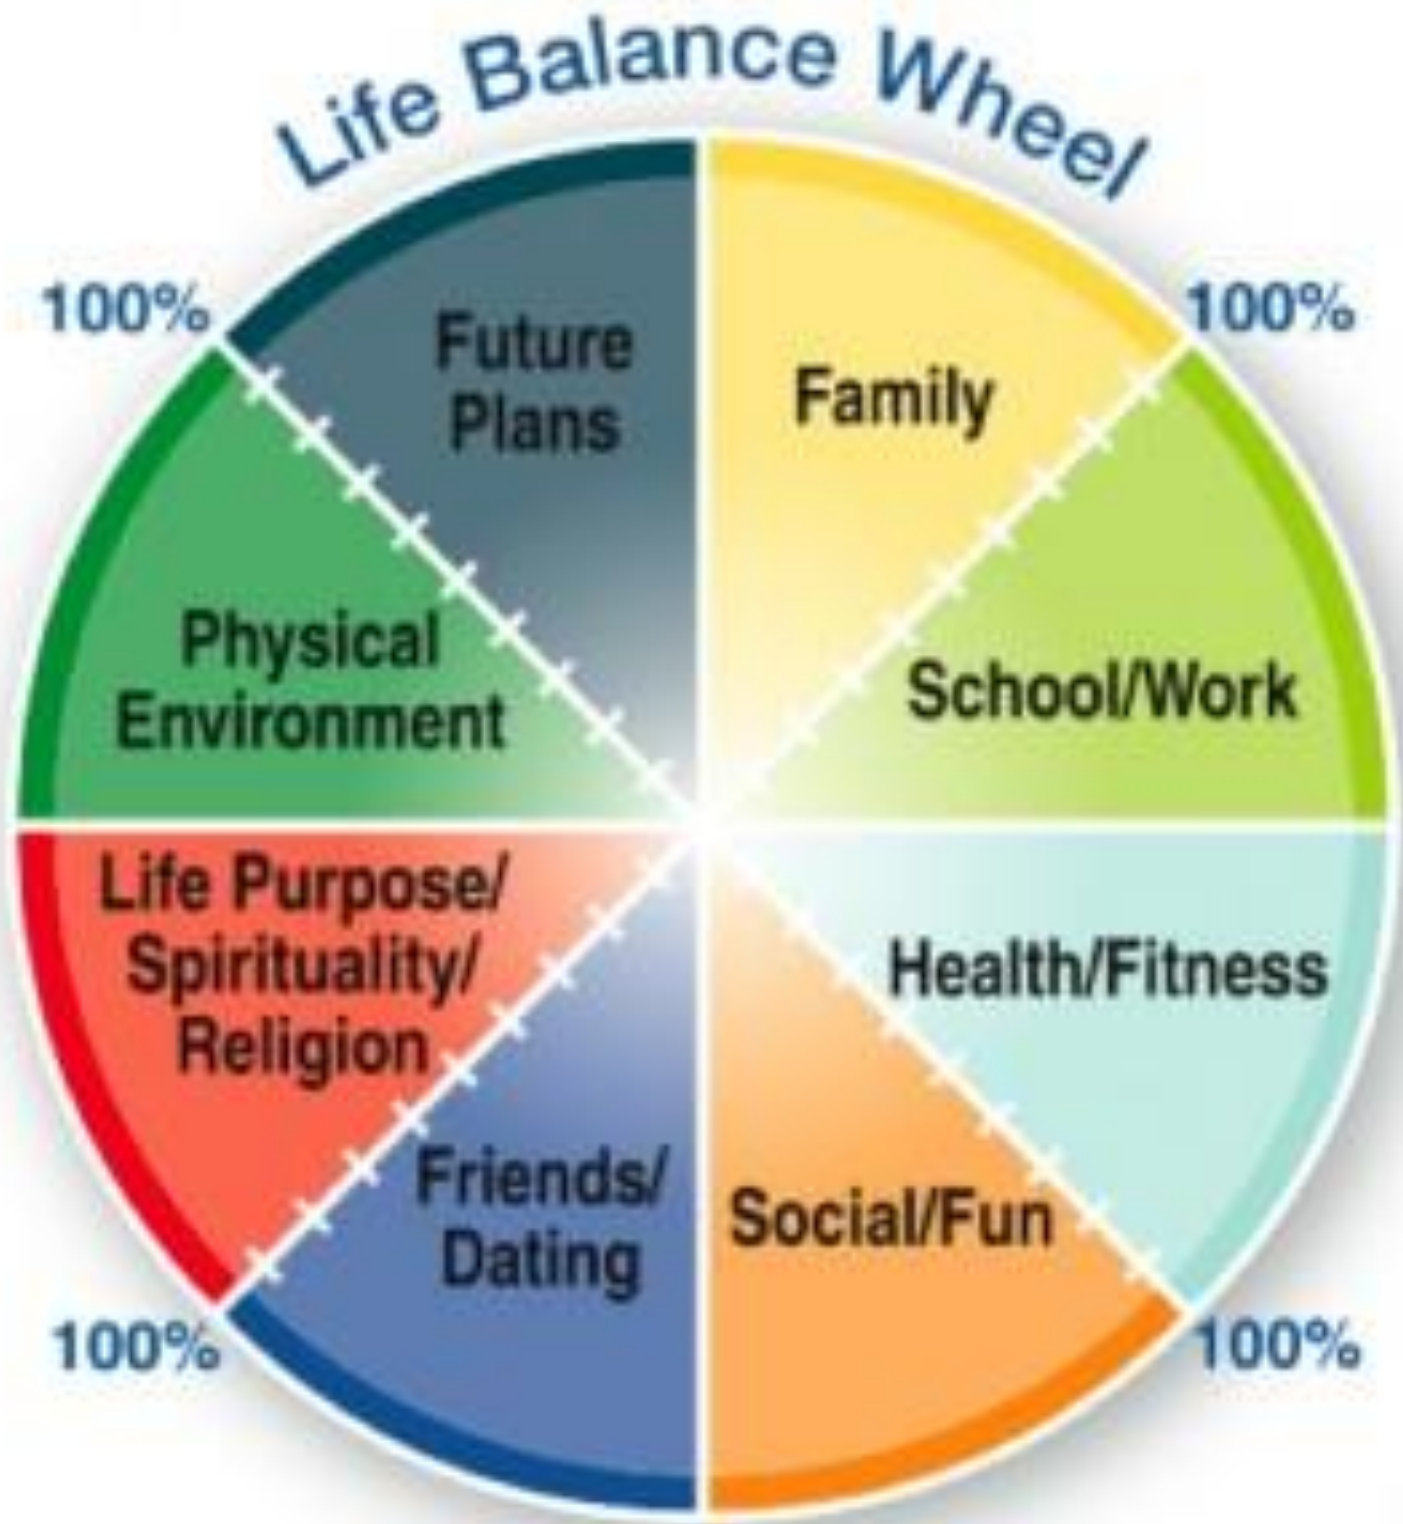 Life Balance Wheel
100%
100%
Future
Plans
Family
Physical
Environment
School/Work
Life Purpose/
Spirituality/
Religion
Health/Fitness
Friends/
Dating
Social/Fun
100%
100%